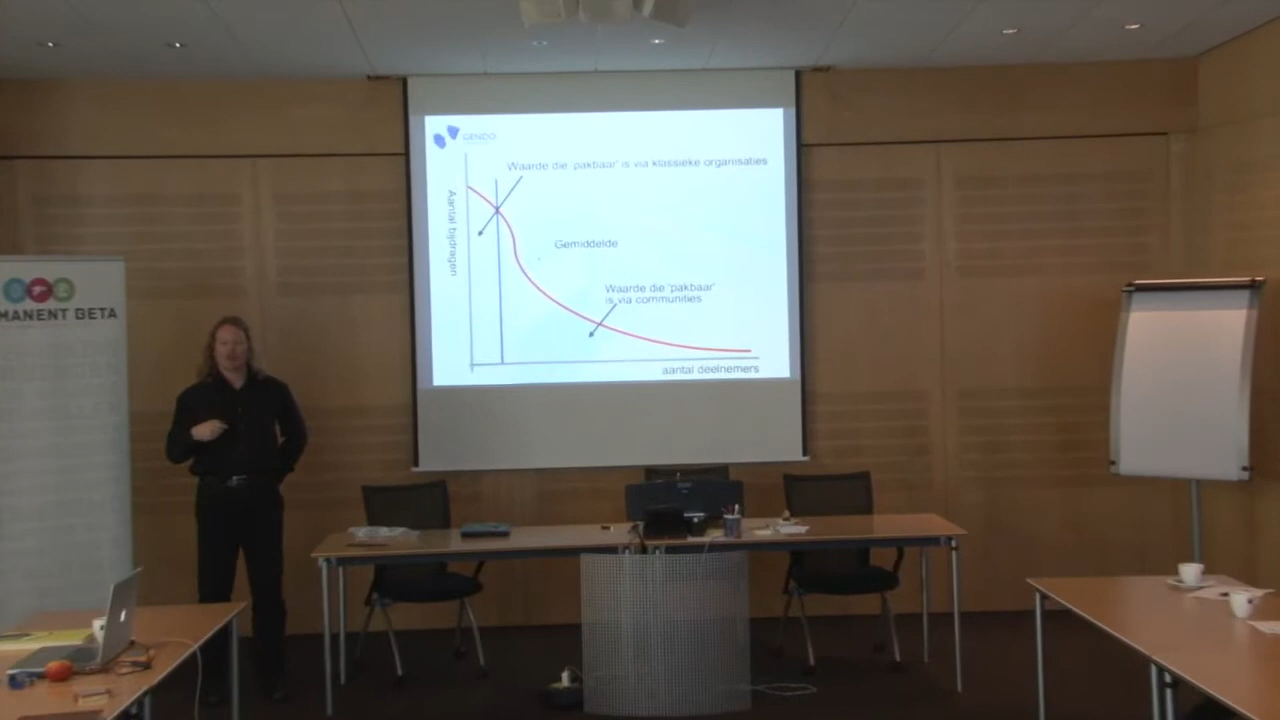 GENDO
Waarde die 'pakbaar' is via klassieke organisaties
Aantal bijdragen
Gemiddelde
Waarde die 'pakbaar'
is via communities
aantal deelnemers
MANENT BETA